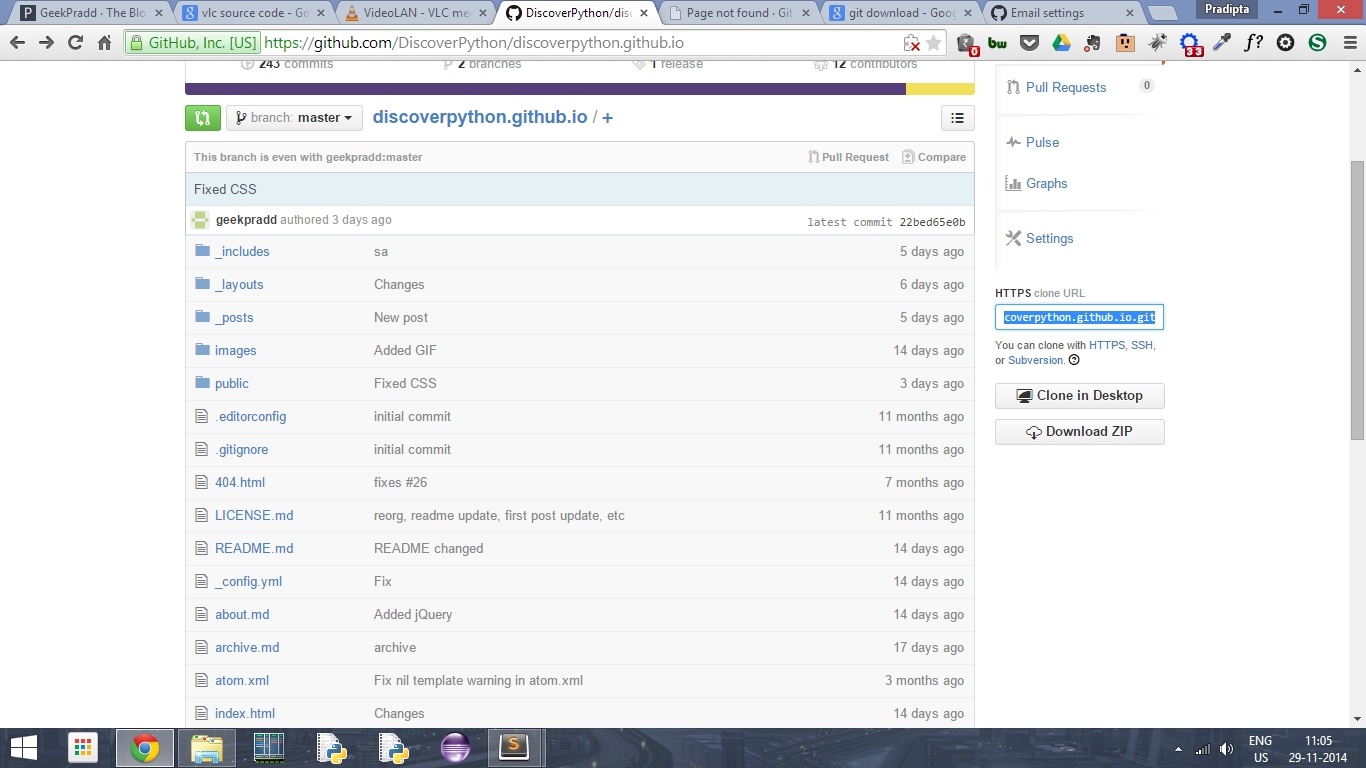 GeekPradd · The Blo
vlc source code - Go
VideoLAN - VLC me
DiscoverPython/disc
Page not found · Git
git download - Goog
Email settings
Pradipta
GitHub, Inc. [US] https://github.com/DiscoverPython/discoverpython.github.io
243 commits 2 branches 1 release 12 contributors
branch: master discoverpython.github.io / +
This branch is even with geekpradd:master Pull Request Compare
Fixed CSS
geekpradd authored 3 days ago latest commit 22bed65e0b
_includes sa 5 days ago
_layouts Changes 6 days ago
_posts New post 5 days ago
images Added GIF 14 days ago
public Fixed CSS 3 days ago
.editorconfig initial commit 11 months ago
.gitignore initial commit 11 months ago
404.html fixes #26 7 months ago
LICENSE.md reorg, readme update, first post update, etc 11 months ago
README.md README changed 14 days ago
_config.yml Fix 14 days ago
about.md Added jQuery 14 days ago
archive.md archive 17 days ago
atom.xml Fix nil template warning in atom.xml 3 months ago
index.html Changes 14 days ago
Pull Requests 0
Pulse
Graphs
Settings
HTTPS clone URL
coverpython.github.io.git
You can clone with HTTPS, SSH,
or Subversion.
Clone in Desktop
Download ZIP
0
bw
33
f?
S
ENG
US
11:05
29-11-2014